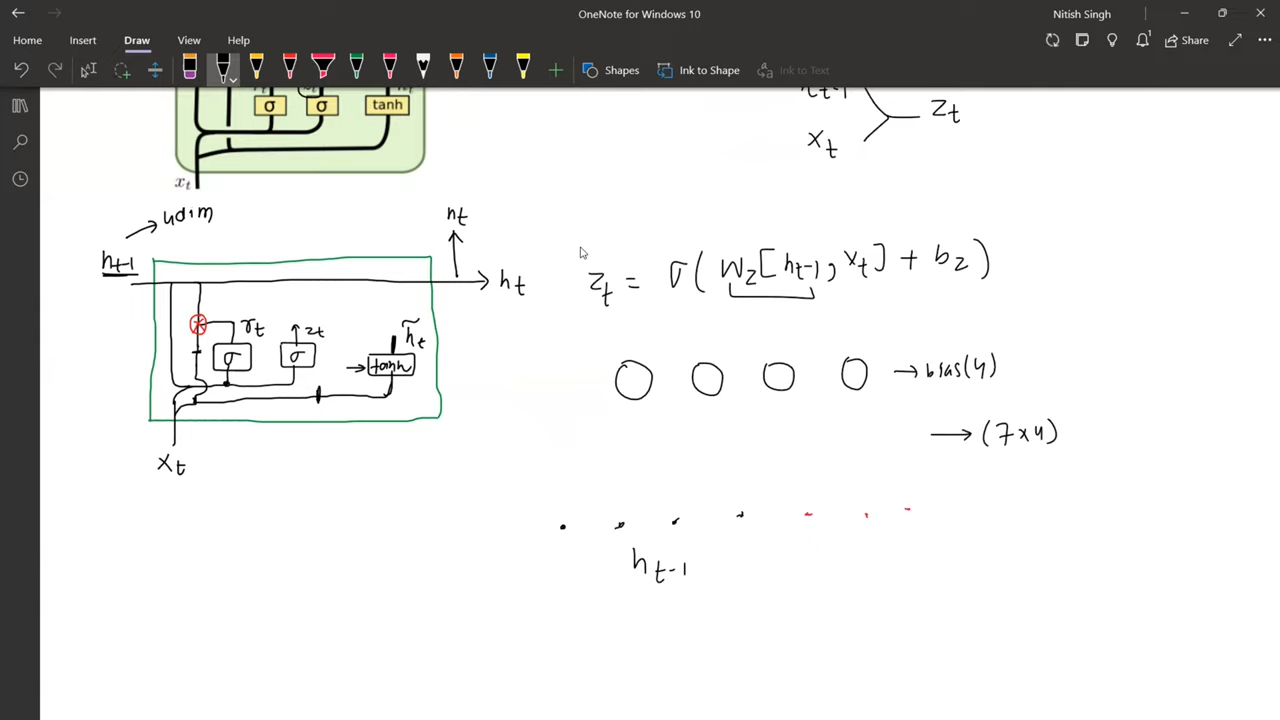 OneNote for Windows 10
Nitish Singh
Home Insert Draw View Help
Share
Shapes
Ink to Shape
Ink to Text
σ σ tanh
x_t
h_t-1
x_t
z_t
4dim
h_t-1
h_t
h_t
r_t z_t h̃_t
σ σ tanh
x_t
z_t = σ(W_z[h_t-1, x_t] + b_z)
→ bias(4)
→ (7x4)
h_t-1